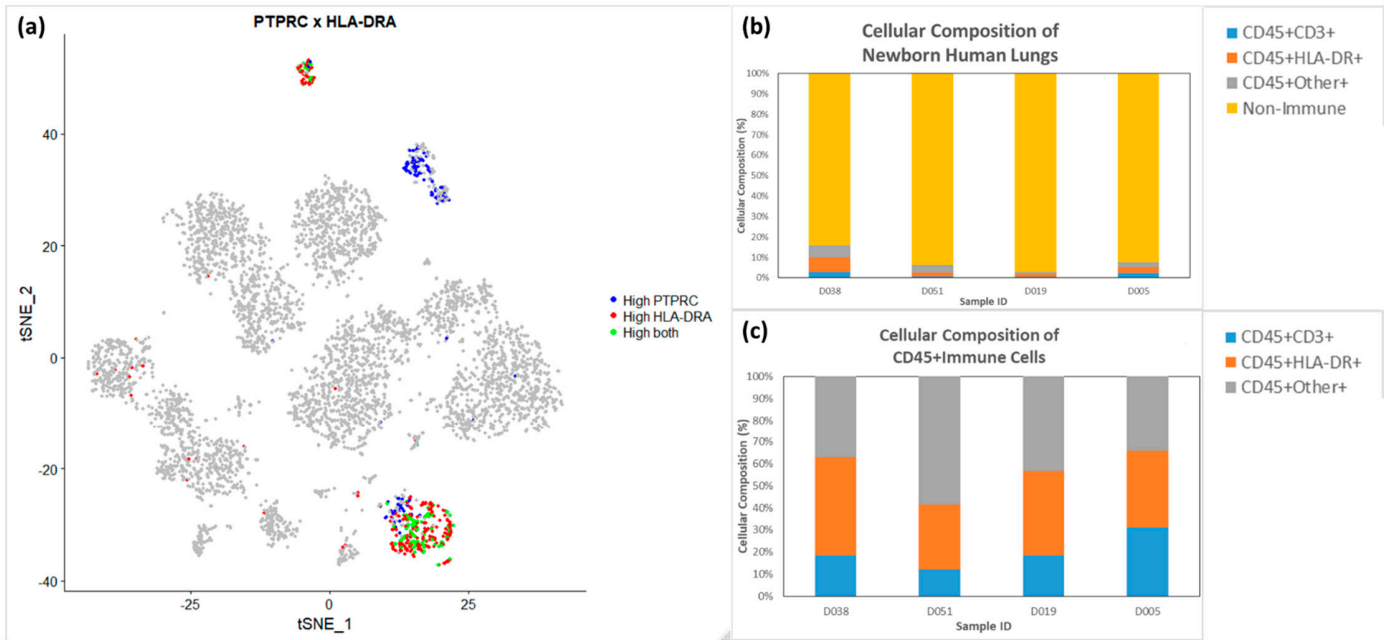 (a)
PTPRC x HLA-DRA
40
20
0
-20
-40
tSNE_2
-25
0
25
tSNE_1
High PTPRC
High HLA-DRA
High both
(b)
Cellular Composition of
Newborn Human Lungs
100%
90%
80%
70%
60%
50%
40%
30%
20%
10%
0%
Cellular Composition (%)
D038
D051
D019
D005
Sample ID
CD45+CD3+
CD45+HLA-DR+
CD45+Other+
Non-Immune
(c)
Cellular Composition of
CD45+Immune Cells
100%
90%
80%
70%
60%
50%
40%
30%
20%
10%
0%
Cellular Composition (%)
D038
D051
D019
D005
Sample ID
CD45+CD3+
CD45+HLA-DR+
CD45+Other+